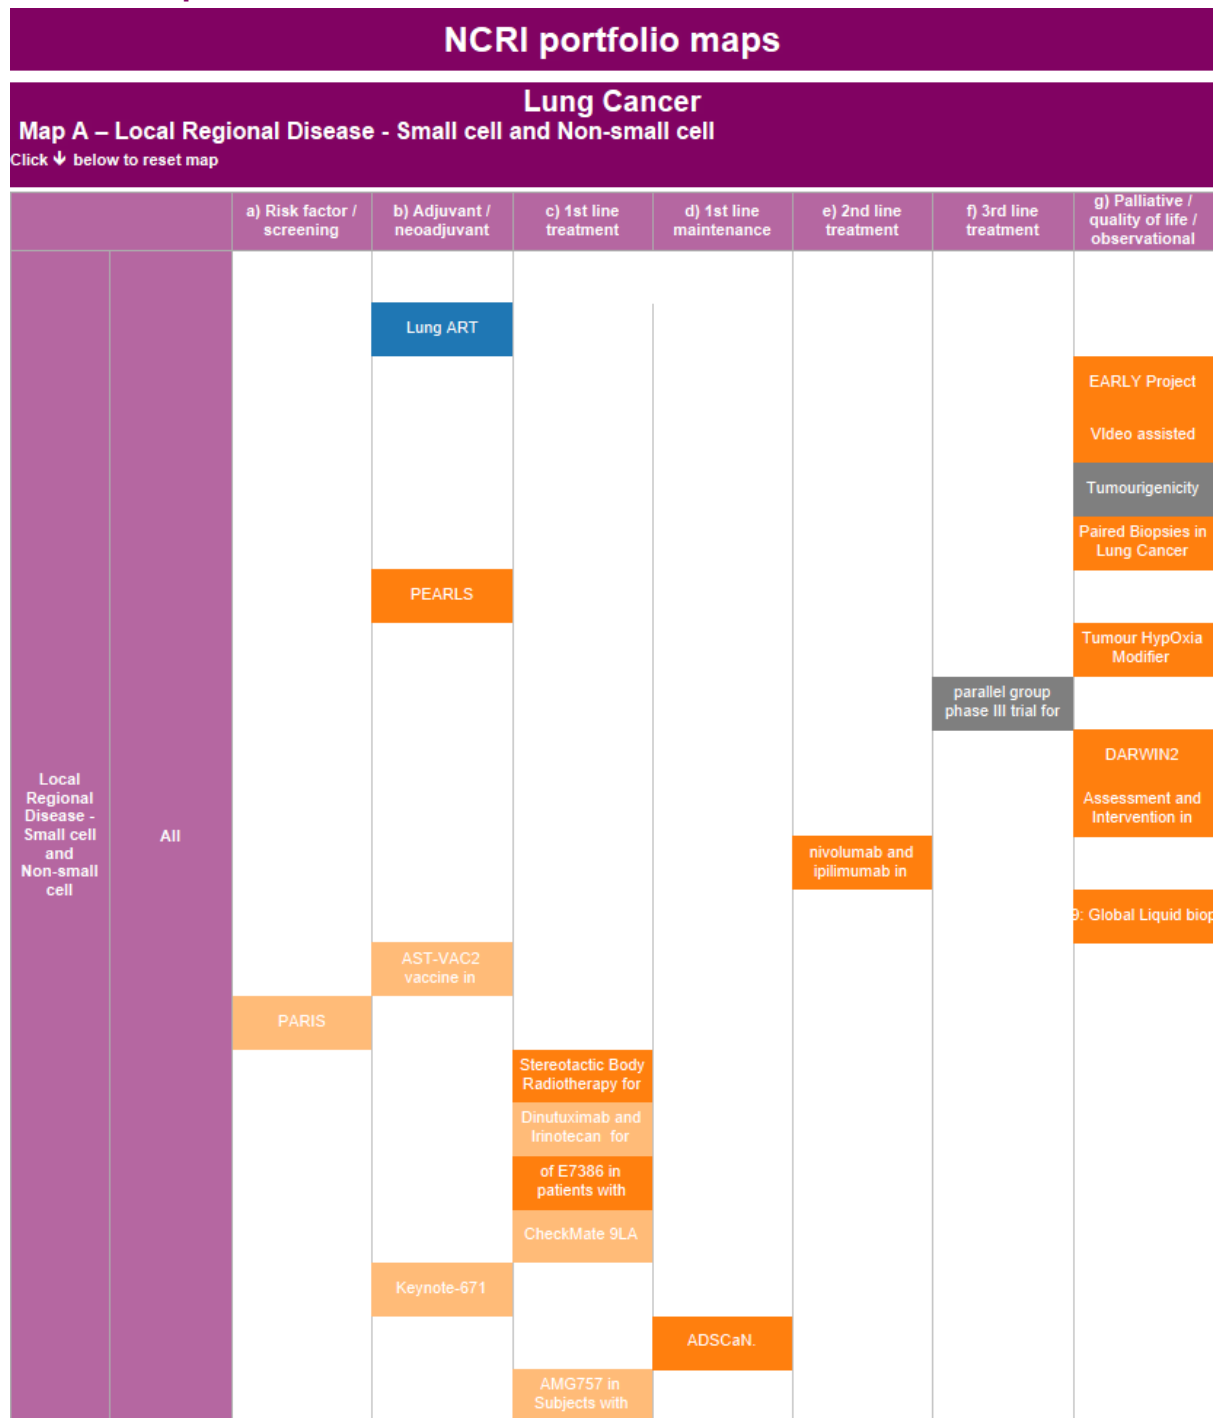 NCRI portfolio maps
Lung Cancer
Map A – Local Regional Disease - Small cell and Non-small cell
Click ↓ below to reset map
a) Risk factor /
screening
b) Adjuvant /
neoadjuvant
c) 1st line
treatment
d) 1st line
maintenance
e) 2nd line
treatment
f) 3rd line
treatment
g) Palliative /
quality of life /
observational
Local
Regional
Disease -
Small cell
and
Non-small
cell
All
Lung ART
EARLY Project
VIdeo assisted
Tumourigenicity
Paired Biopsies in
Lung Cancer
PEARLS
Tumour HypOxia
Modifier
parallel group
phase III trial for
DARWIN2
Assessment and
Intervention in
nivolumab and
ipilimumab in
9: Global Liquid biop
AST-VAC2
vaccine in
PARIS
Stereotactic Body
Radiotherapy for
Dinutuximab and
Irinotecan for
of E7386 in
patients with
CheckMate 9LA
Keynote-671
ADSCaN.
AMG757 in
Subjects with